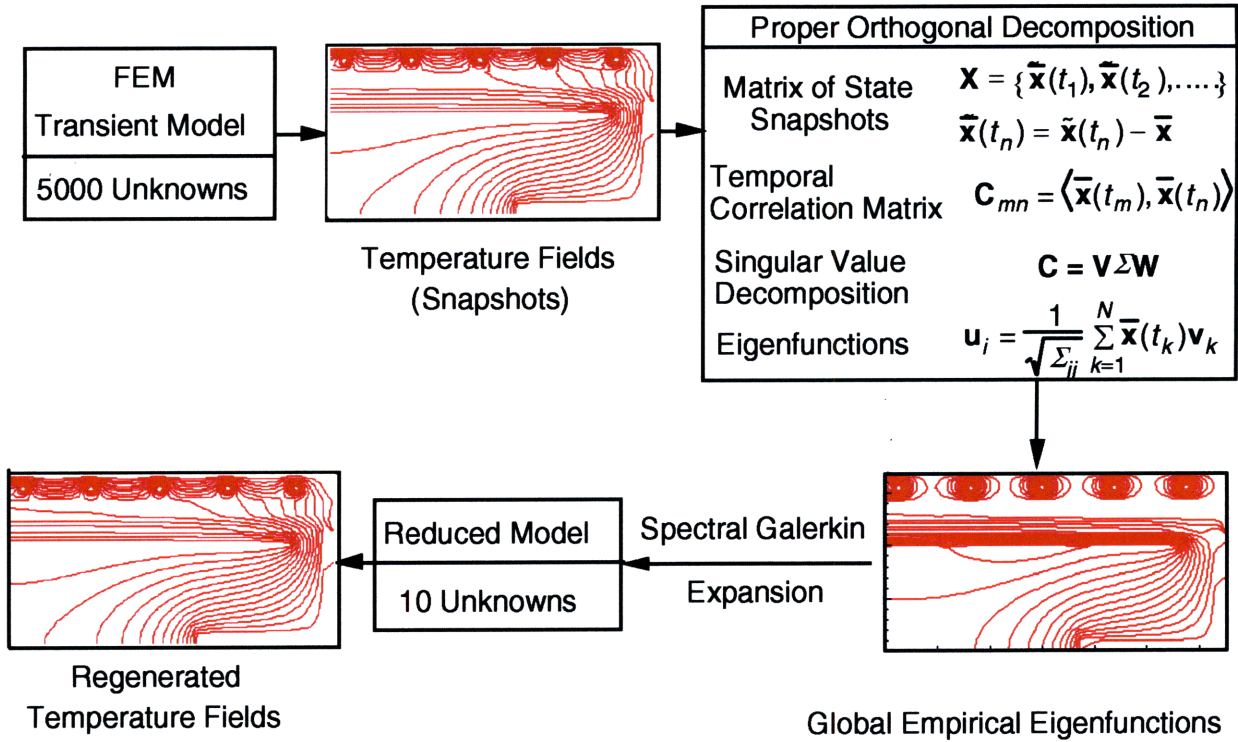 FEM
Transient Model
5000 Unknowns
Temperature Fields
(Snapshots)
Proper Orthogonal Decomposition
Matrix of State
Snapshots
X = { x̄(t₁), x̄(t₂),.....}
x̄(tₙ) = x̃(tₙ) − x̄
Temporal
Correlation Matrix
Cₘₙ = ⟨x̄(tₘ), x̄(tₙ)⟩
Singular Value
Decomposition
C = VΣW
Eigenfunctions
uᵢ = 1/√Σᵢᵢ ∑ₖ₌₁ᴺ x̄(tₖ)vₖ
Reduced Model
10 Unknowns
Spectral Galerkin
Expansion
Regenerated
Temperature Fields
Global Empirical Eigenfunctions